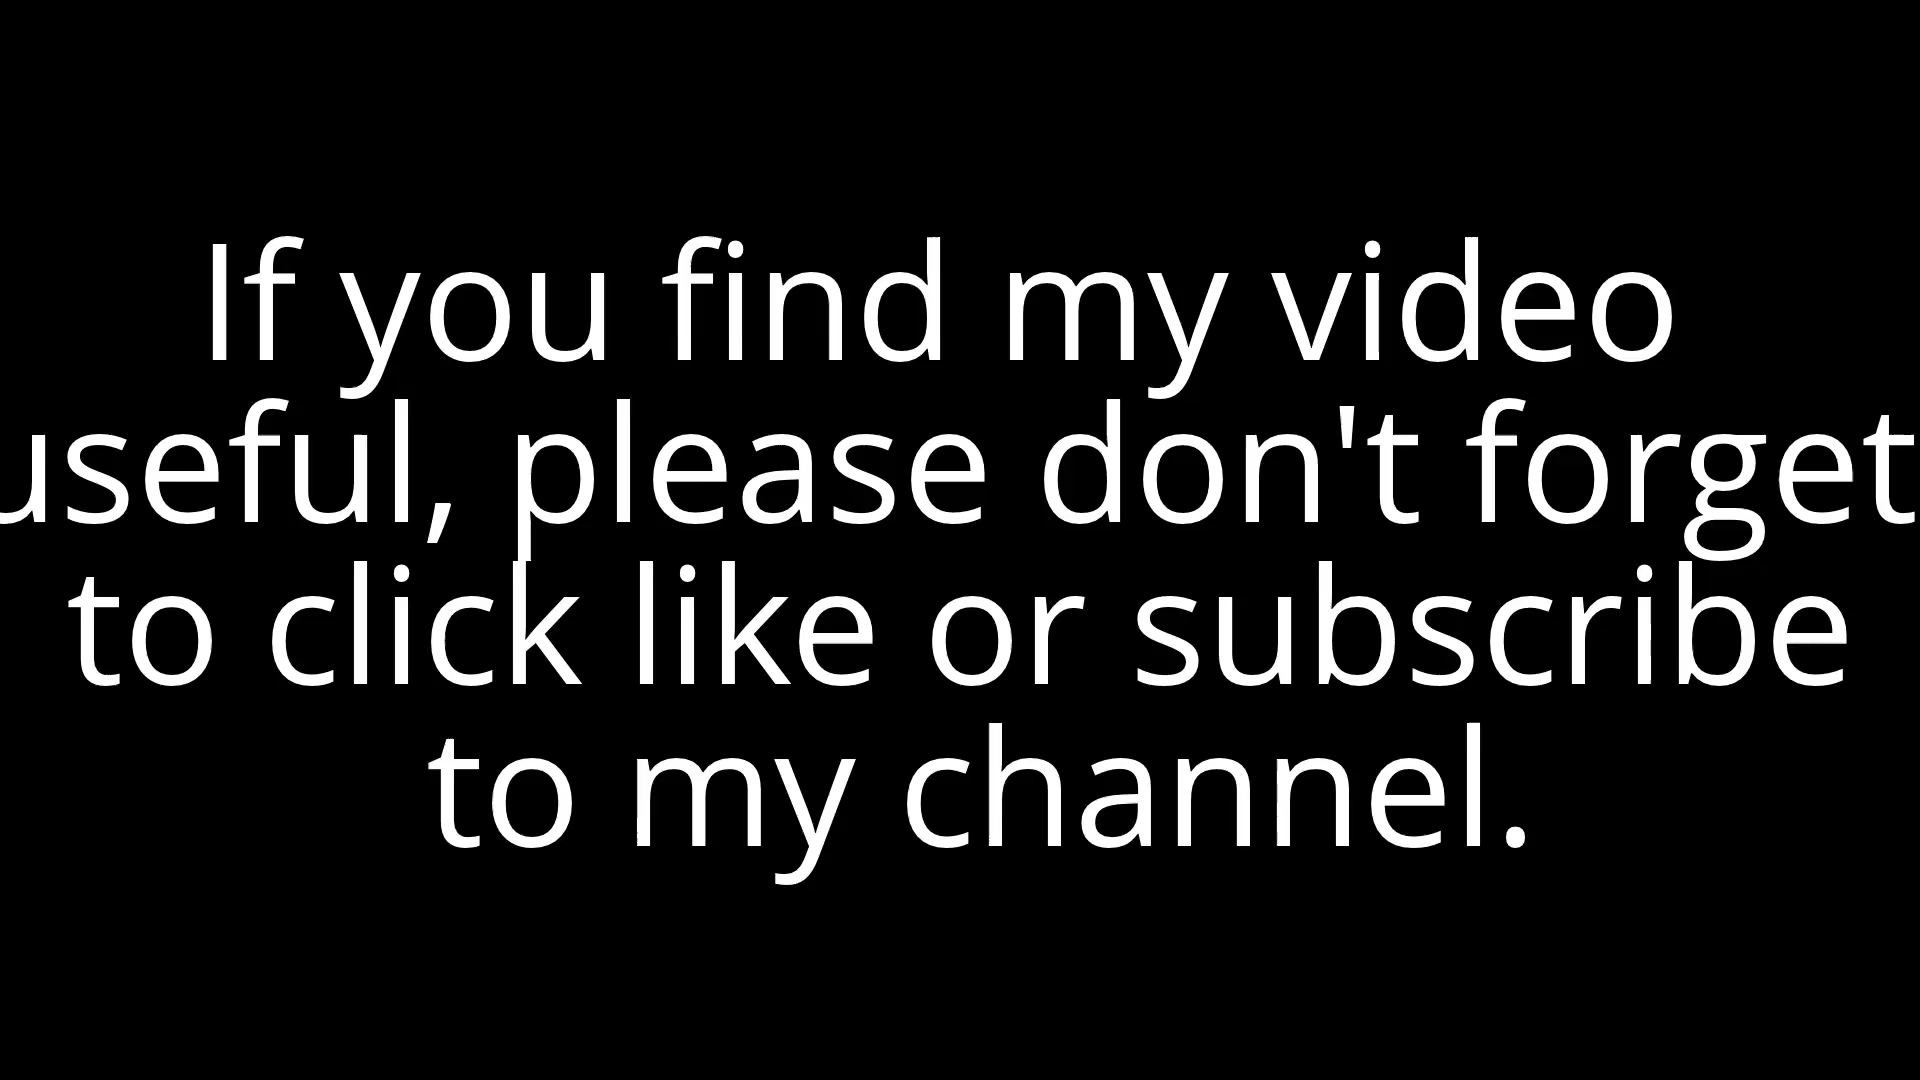 If you find my video
useful, please don't forget
to click like or subscribe
to my channel.